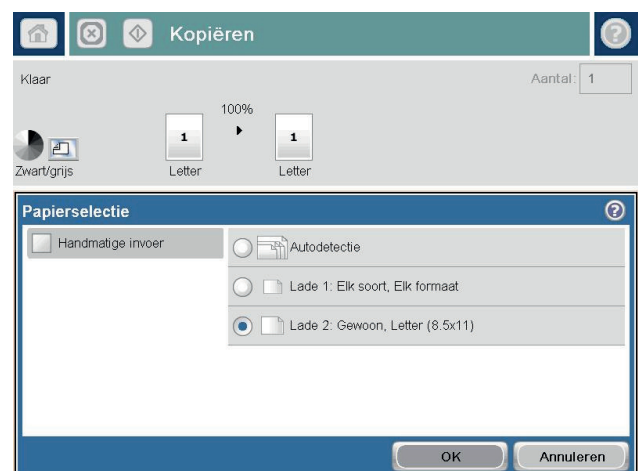 Kopiëren
Klaar
Aantal: 1
100%
1 1
Zwart/grijs Letter Letter
Papierselectie
Handmatige invoer
Autodetectie
Lade 1: Elk soort, Elk formaat
Lade 2: Gewoon, Letter (8.5x11)
OK Annuleren